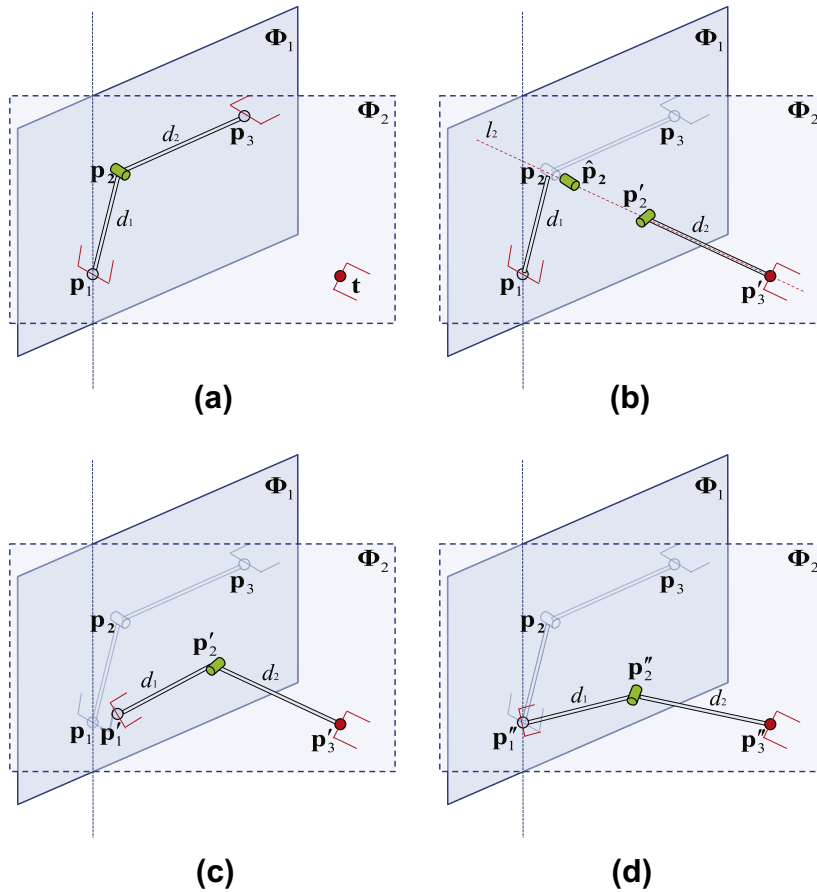 Φ₁
Φ₂
d₂
p₃
p₂
d₁
p₁
t
(a)
Φ₁
Φ₂
l₂
p₃
p₂
p̂₂
p′₂
d₁
d₂
p₁
p′₃
(b)
Φ₁
Φ₂
p₃
p₂
p′₂
d₁
d₂
p₁
p′₁
p′₃
(c)
Φ₁
Φ₂
p₃
p₂
p″₂
d₁
d₂
p″₁
p″₃
(d)